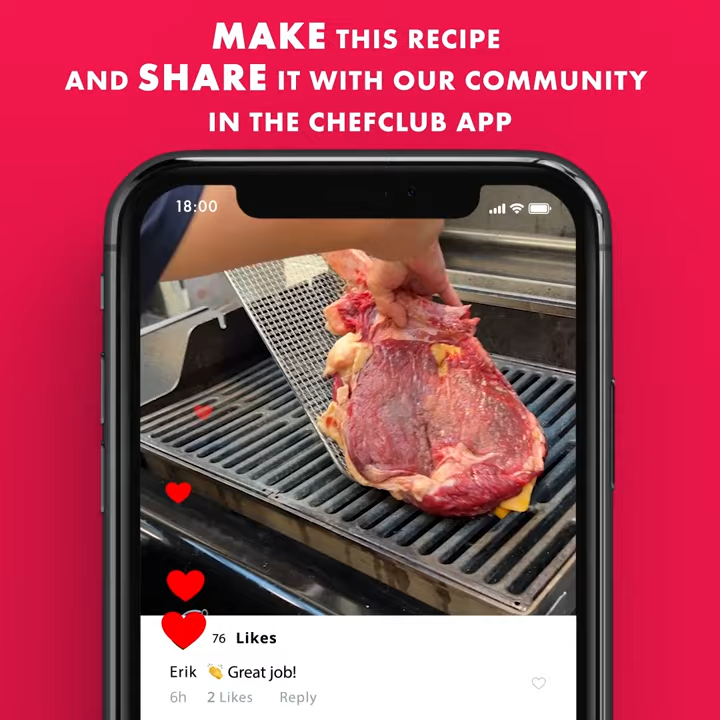 MAKE THIS RECIPE
AND SHARE IT WITH OUR COMMUNITY
IN THE CHEFCLUB APP
18:00
76 Likes
Erik 👏 Great job!
6h 2 Likes Reply